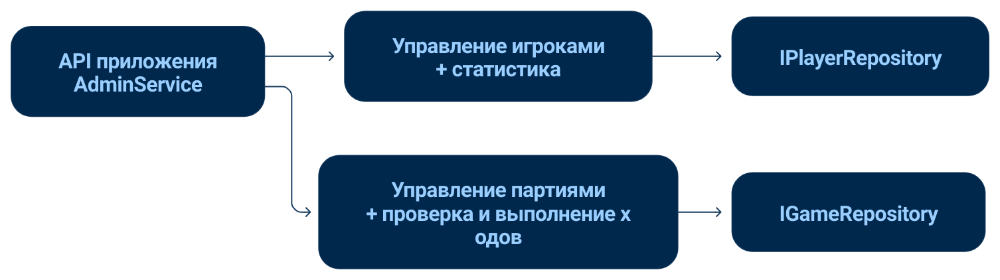 API приложения
AdminService
Управление игроками
+ статистика
IPlayerRepository
Управление партиями
+ проверка и выполнение х
одов
IGameRepository